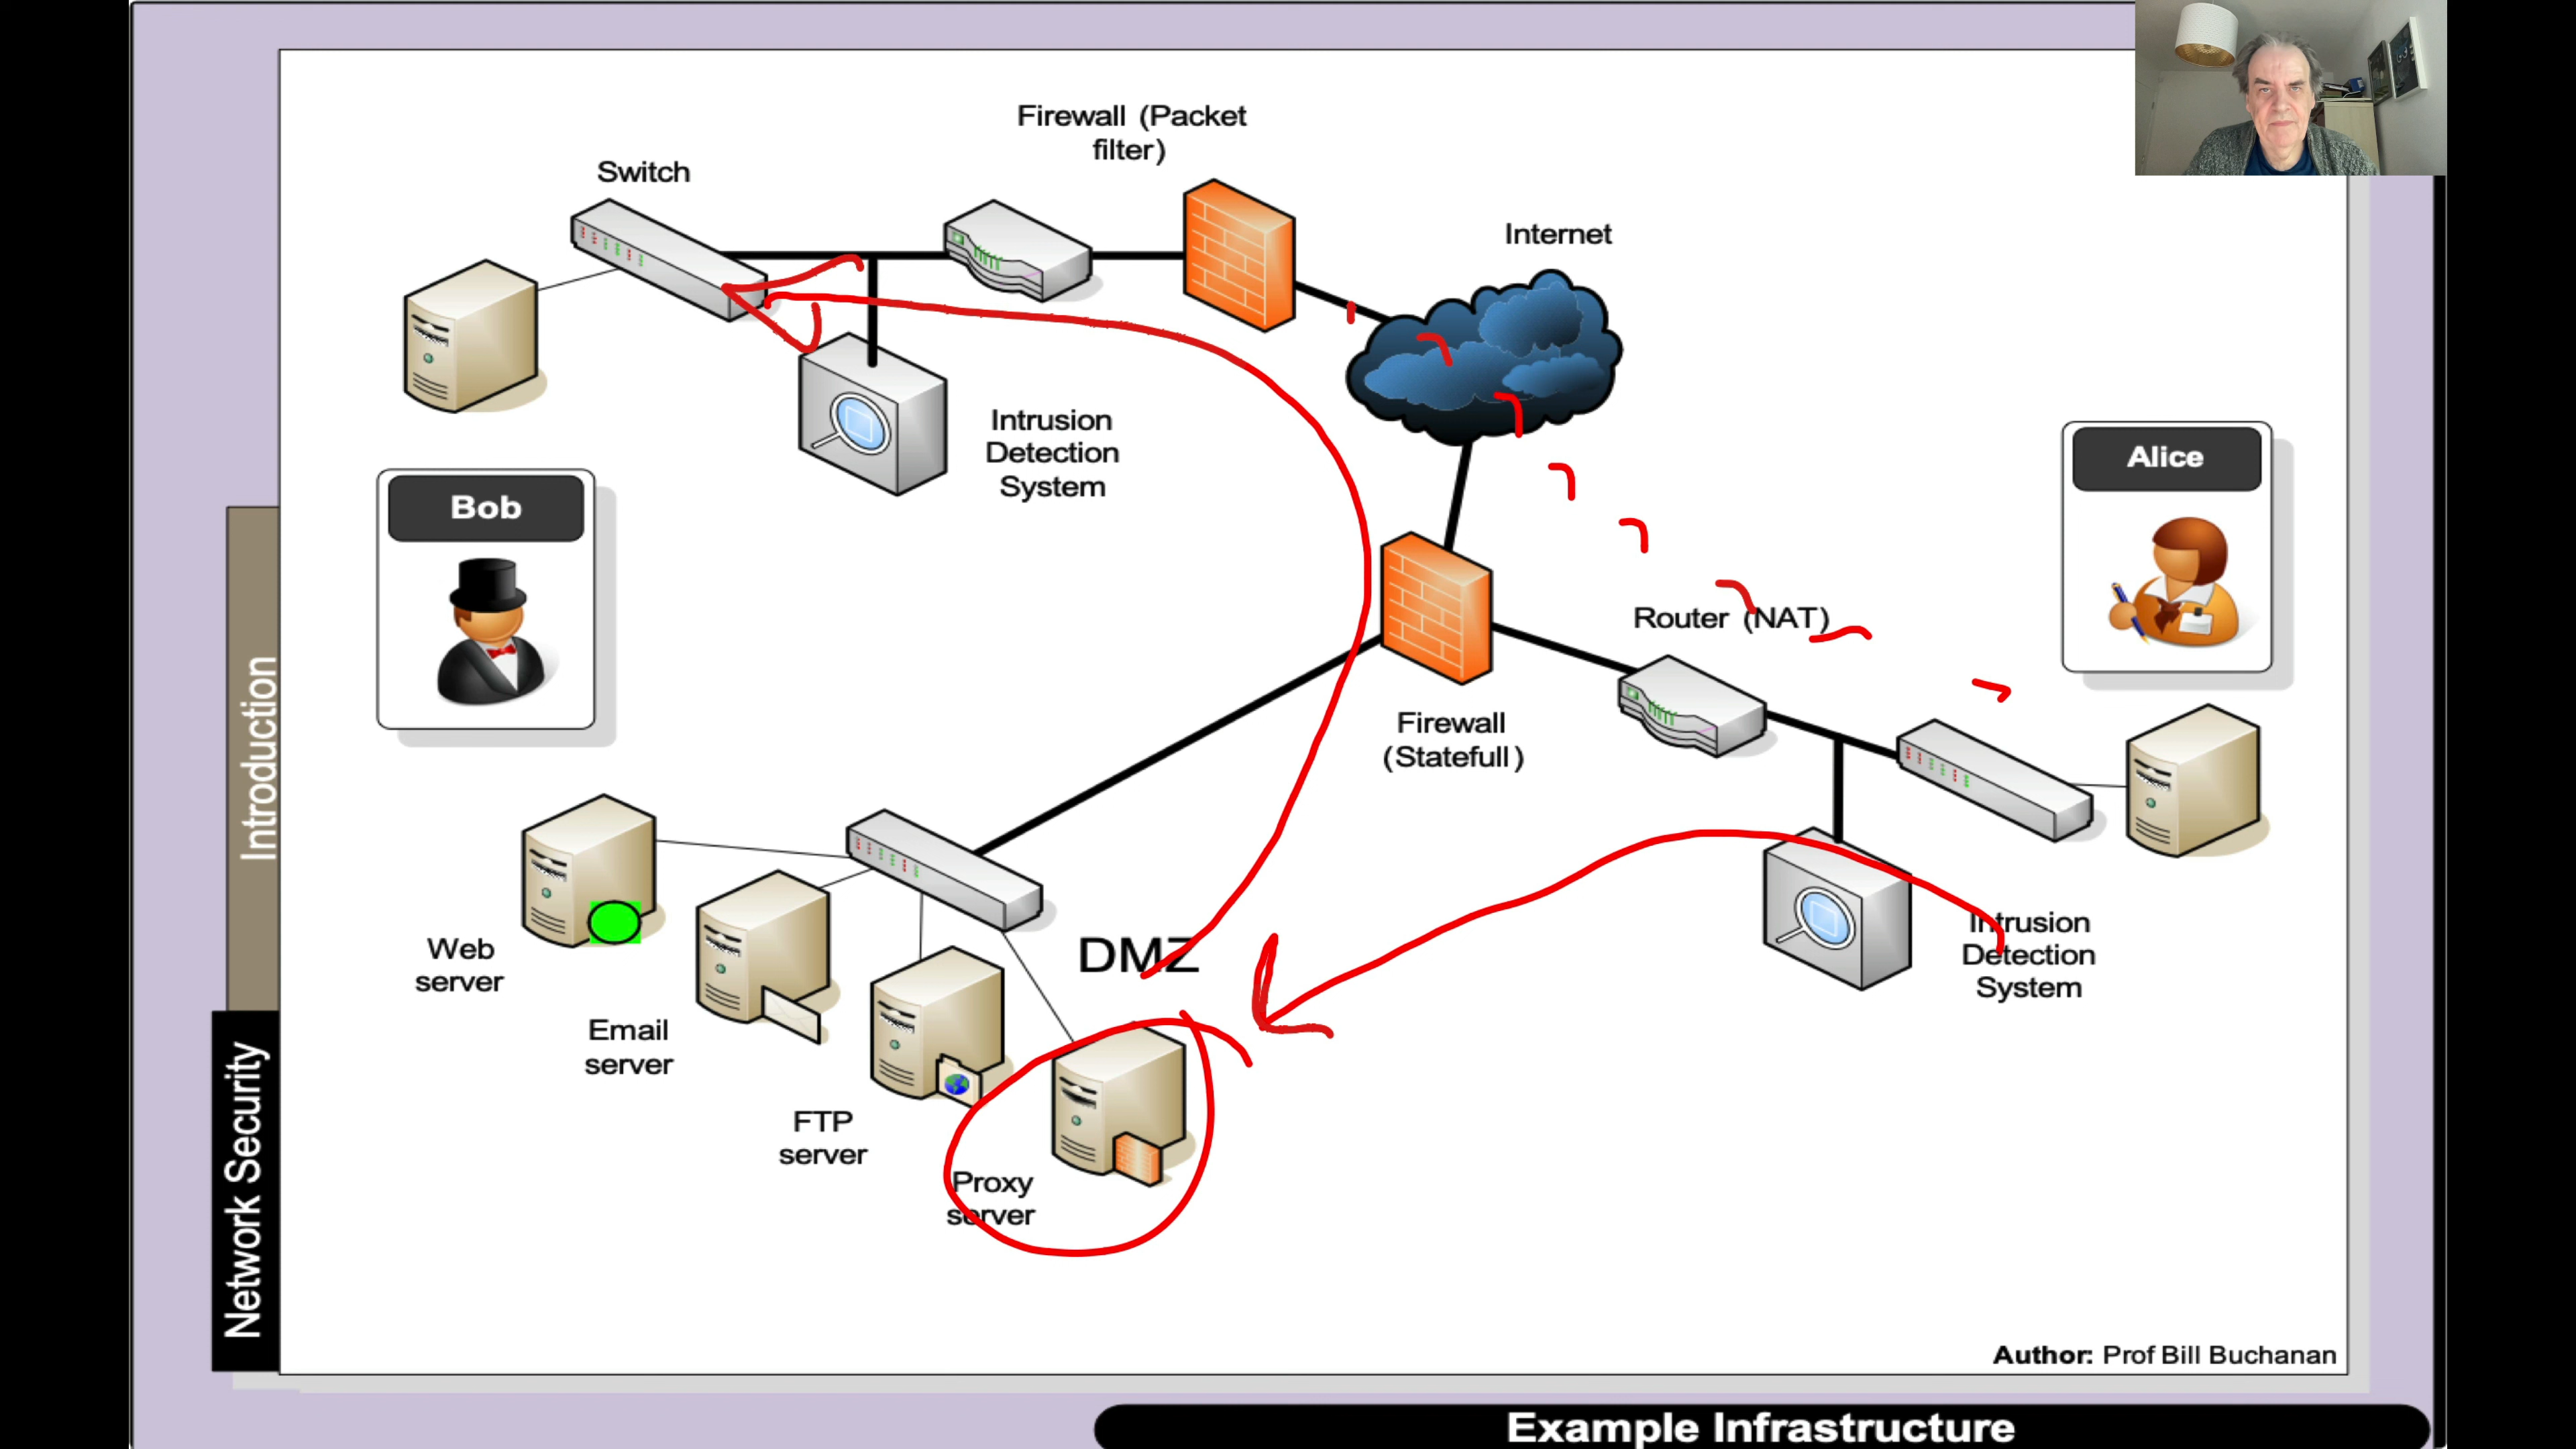 Firewall (Packet
filter)
Switch
Internet
Intrusion
Detection
System
Alice
Bob
Router (NAT)
Firewall
(Statefull)
Introduction
Web
server
DMZ
Intrusion
Detection
System
Email
server
FTP
server
Proxy
server
Network Security
Author: Prof Bill Buchanan
Example Infrastructure